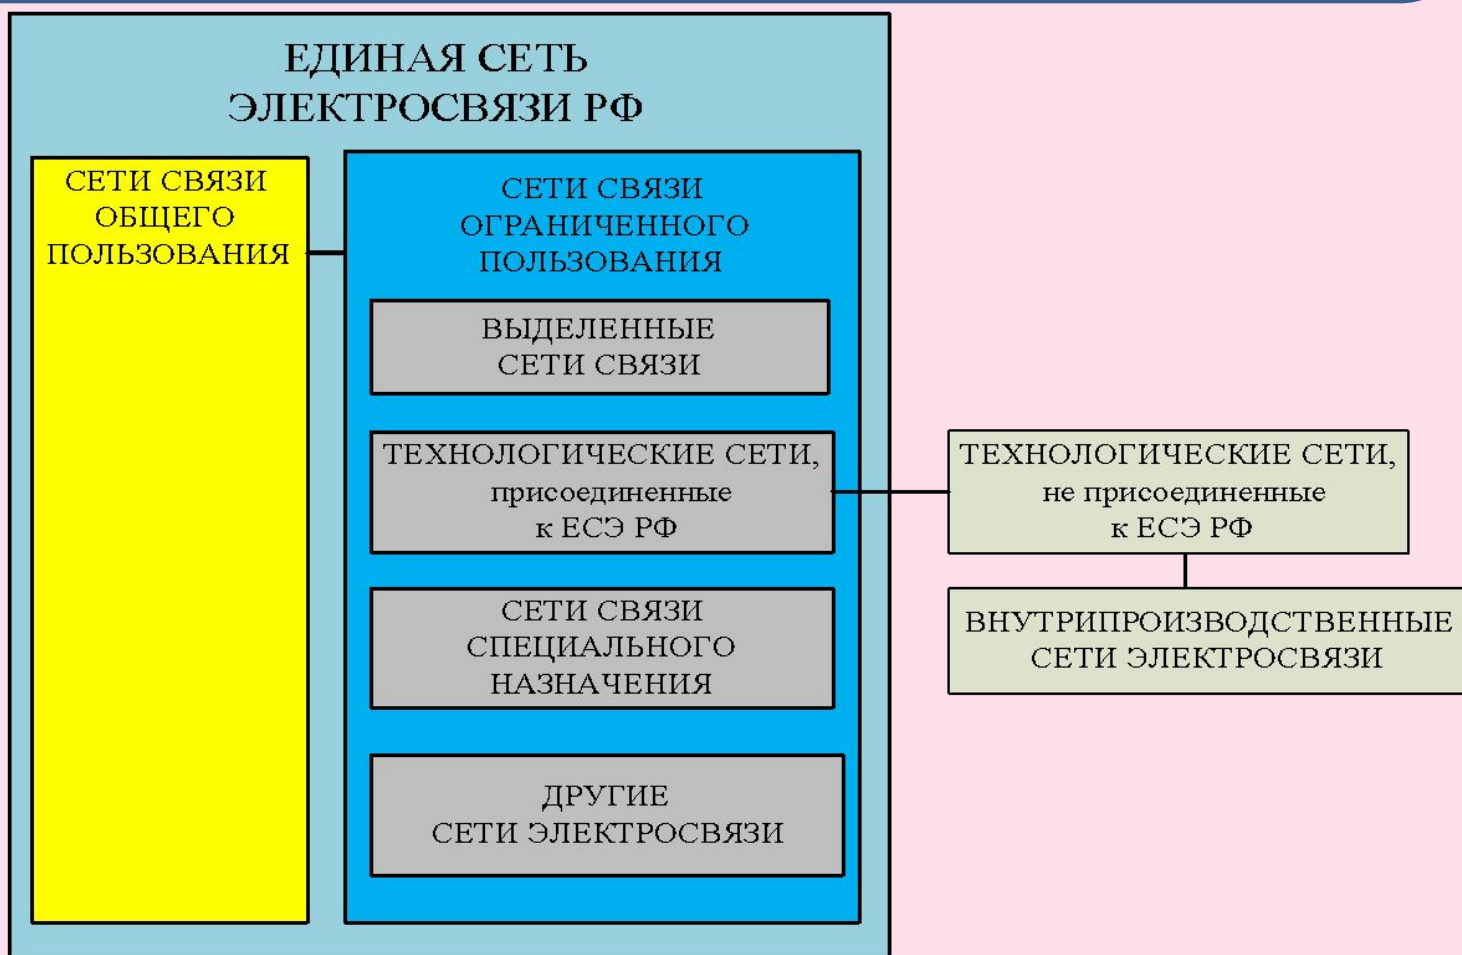 ЕДИНАЯ СЕТЬ
ЭЛЕКТРОСВЯЗИ РФ
СЕТИ СВЯЗИ
ОБЩЕГО
ПОЛЬЗОВАНИЯ
СЕТИ СВЯЗИ
ОГРАНИЧЕННОГО
ПОЛЬЗОВАНИЯ
ВЫДЕЛЕННЫЕ
СЕТИ СВЯЗИ
ТЕХНОЛОГИЧЕСКИЕ СЕТИ,
присоединенные
к ЕСЭ РФ
СЕТИ СВЯЗИ
СПЕЦИАЛЬНОГО
НАЗНАЧЕНИЯ
ДРУГИЕ
СЕТИ ЭЛЕКТРОСВЯЗИ
ТЕХНОЛОГИЧЕСКИЕ СЕТИ,
не присоединенные
к ЕСЭ РФ
ВНУТРИПРОИЗВОДСТВЕННЫЕ
СЕТИ ЭЛЕКТРОСВЯЗИ